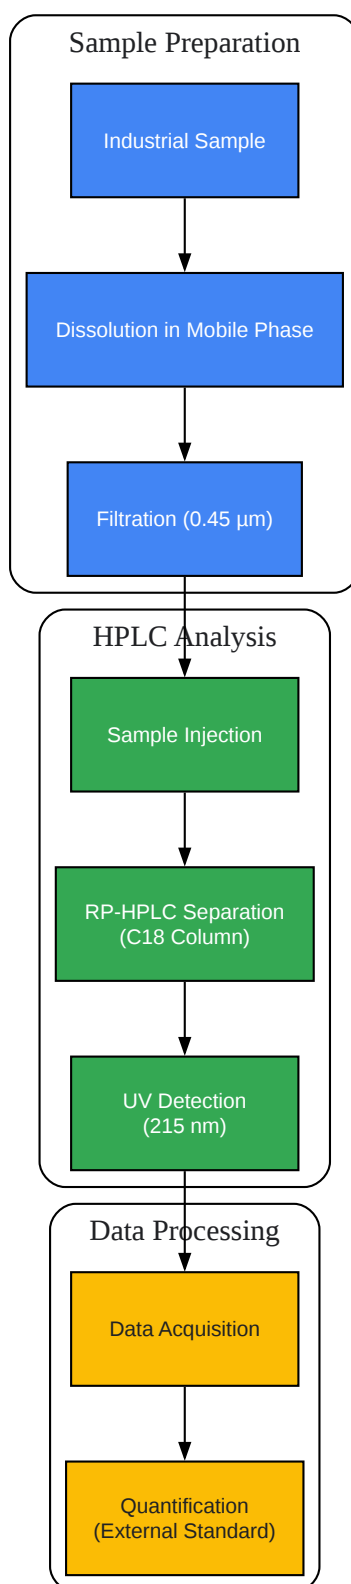 Sample Preparation
Industrial Sample
Dissolution in Mobile Phase
Filtration (0.45 µm)
HPLC Analysis
Sample Injection
RP-HPLC Separation
(C18 Column)
UV Detection
(215 nm)
Data Processing
Data Acquisition
Quantification
(External Standard)